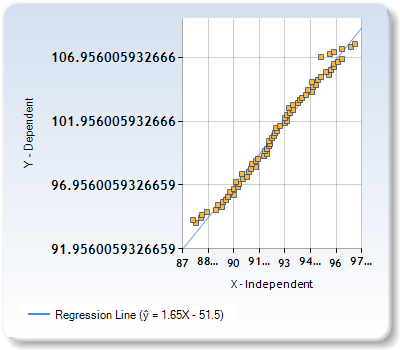 106.956005932666
101.956005932666
96.9560059326659
91.9560059326659
Y - Dependent
87 88... 90 91... 93 94... 96 97...
X - Independent
Regression Line (ŷ = 1.65X - 51.5)